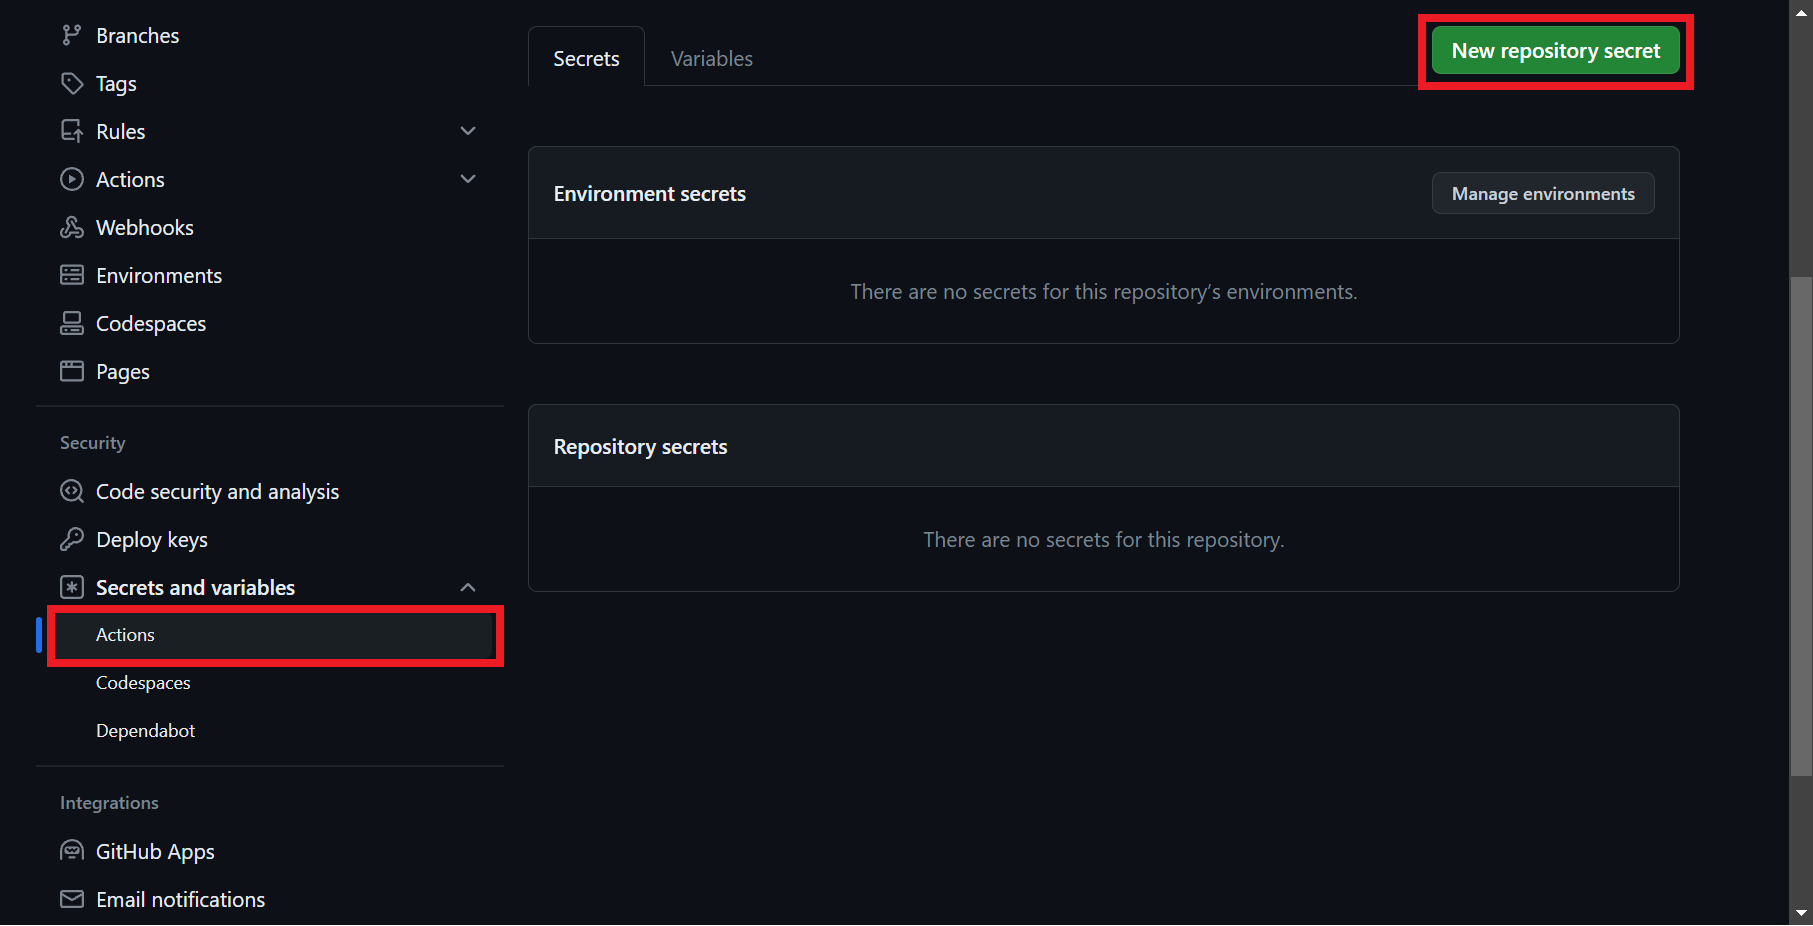 Branches
Tags
Rules
Actions
Webhooks
Environments
Codespaces
Pages
Security
Code security and analysis
Deploy keys
Secrets and variables
Actions
Codespaces
Dependabot
Integrations
GitHub Apps
Email notifications
Secrets
Variables
New repository secret
Environment secrets
Manage environments
There are no secrets for this repository’s environments.
Repository secrets
There are no secrets for this repository.